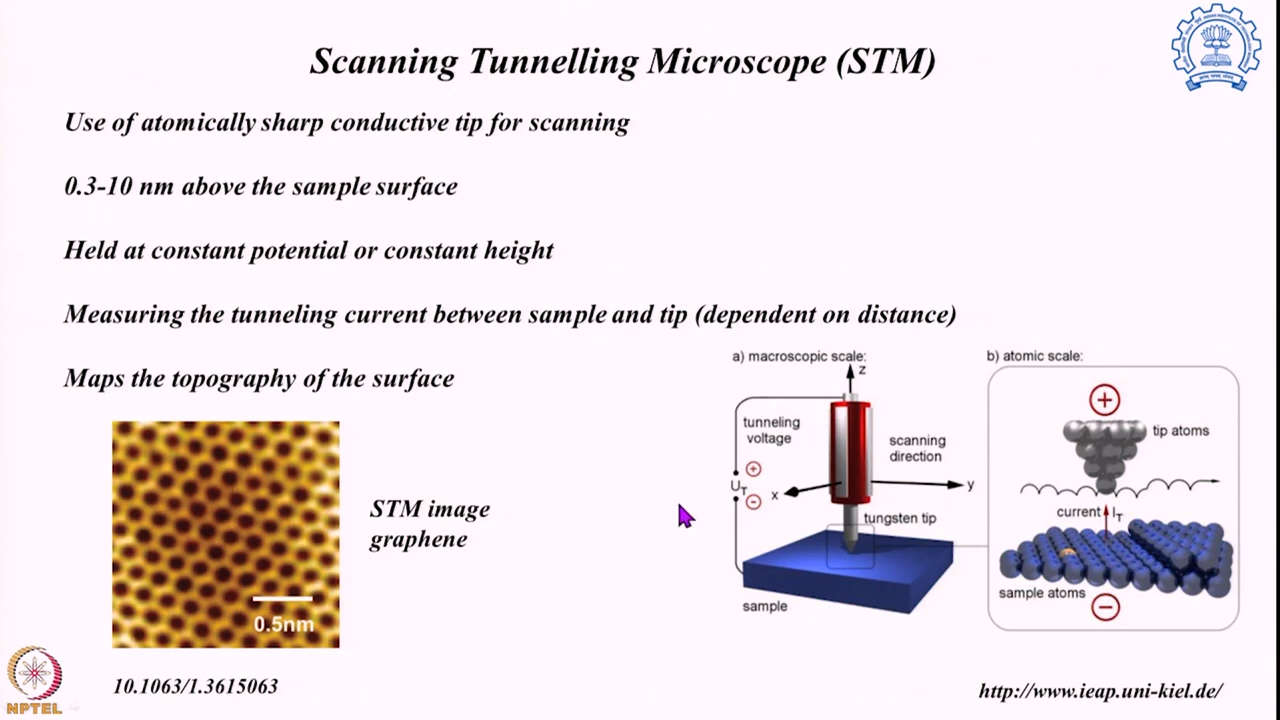 Scanning Tunnelling Microscope (STM)
Use of atomically sharp conductive tip for scanning
0.3-10 nm above the sample surface
Held at constant potential or constant height
Measuring the tunneling current between sample and tip (dependent on distance)
Maps the topography of the surface
a) macroscopic scale:
z
tunneling
voltage
scanning
direction
UT
x
y
tungsten tip
sample
b) atomic scale:
tip atoms
current IT
sample atoms
STM image
graphene
0.5nm
10.1063/1.3615063
http://www.ieap.uni-kiel.de/
NPTEL